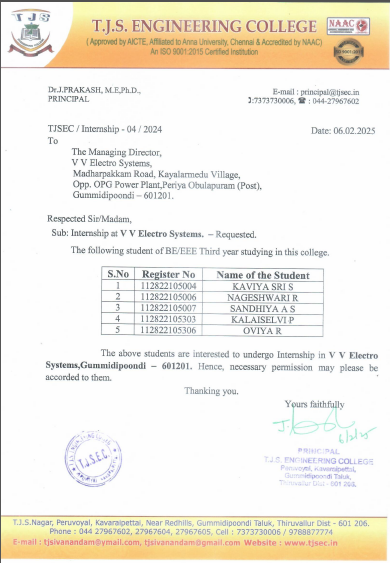 TJS
T.J.S. ENGINEERING COLLEGE
NAAC
( Approved by AICTE, Affiliated to Anna University, Chennai & Accredited by NAAC)
An ISO 9001:2015 Certified Institution
Dr.J.PRAKASH, M.E,Ph.D.,
PRINCIPAL
E-mail : principal@tjsec.in
:7373730006, ☎ : 044-27967602
TJSEC / Internship - 04 / 2024
Date: 06.02.2025
To
The Managing Director,
V V Electro Systems,
Madharpakkam Road, Kayalarmedu Village,
Opp. OPG Power Plant,Periya Obulapuram (Post),
Gummidipoondi – 601201.
Respected Sir/Madam,
Sub: Internship at V V Electro Systems. – Requested.
The following student of BE/EEE Third year studying in this college.
S.No Register No Name of the Student
1 112822105004 KAVIYA SRI S
2 112822105006 NAGESHWARI R
3 112822105007 SANDHIYA A S
4 112822105303 KALAISELVI P
5 112822105306 OVIYA R
The above students are interested to undergo Internship in V V Electro
Systems,Gummidipoondi – 601201. Hence, necessary permission may please be
accorded to them.
Thanking you.
Yours faithfully
6/2/25
T.J.S.E.C.
PRINCIPAL
T.J.S. ENGINEERING COLLEGE
Peruvoyal, Kavaraipettai,
Gummidipoondi Taluk,
Thiruvallur Dist - 601 206.
T.J.S.Nagar, Peruvoyal, Kavaraipettai, Near Redhills, Gummidipoondi Taluk, Thiruvallur Dist - 601 206.
Phone : 044 27967602, 27967604, 27967605, Cell : 7373730006 / 9788877774
E-mail : tjsivanandam@ymail.com, tjsivanandam@gmail.com Website : www.tjsec.in